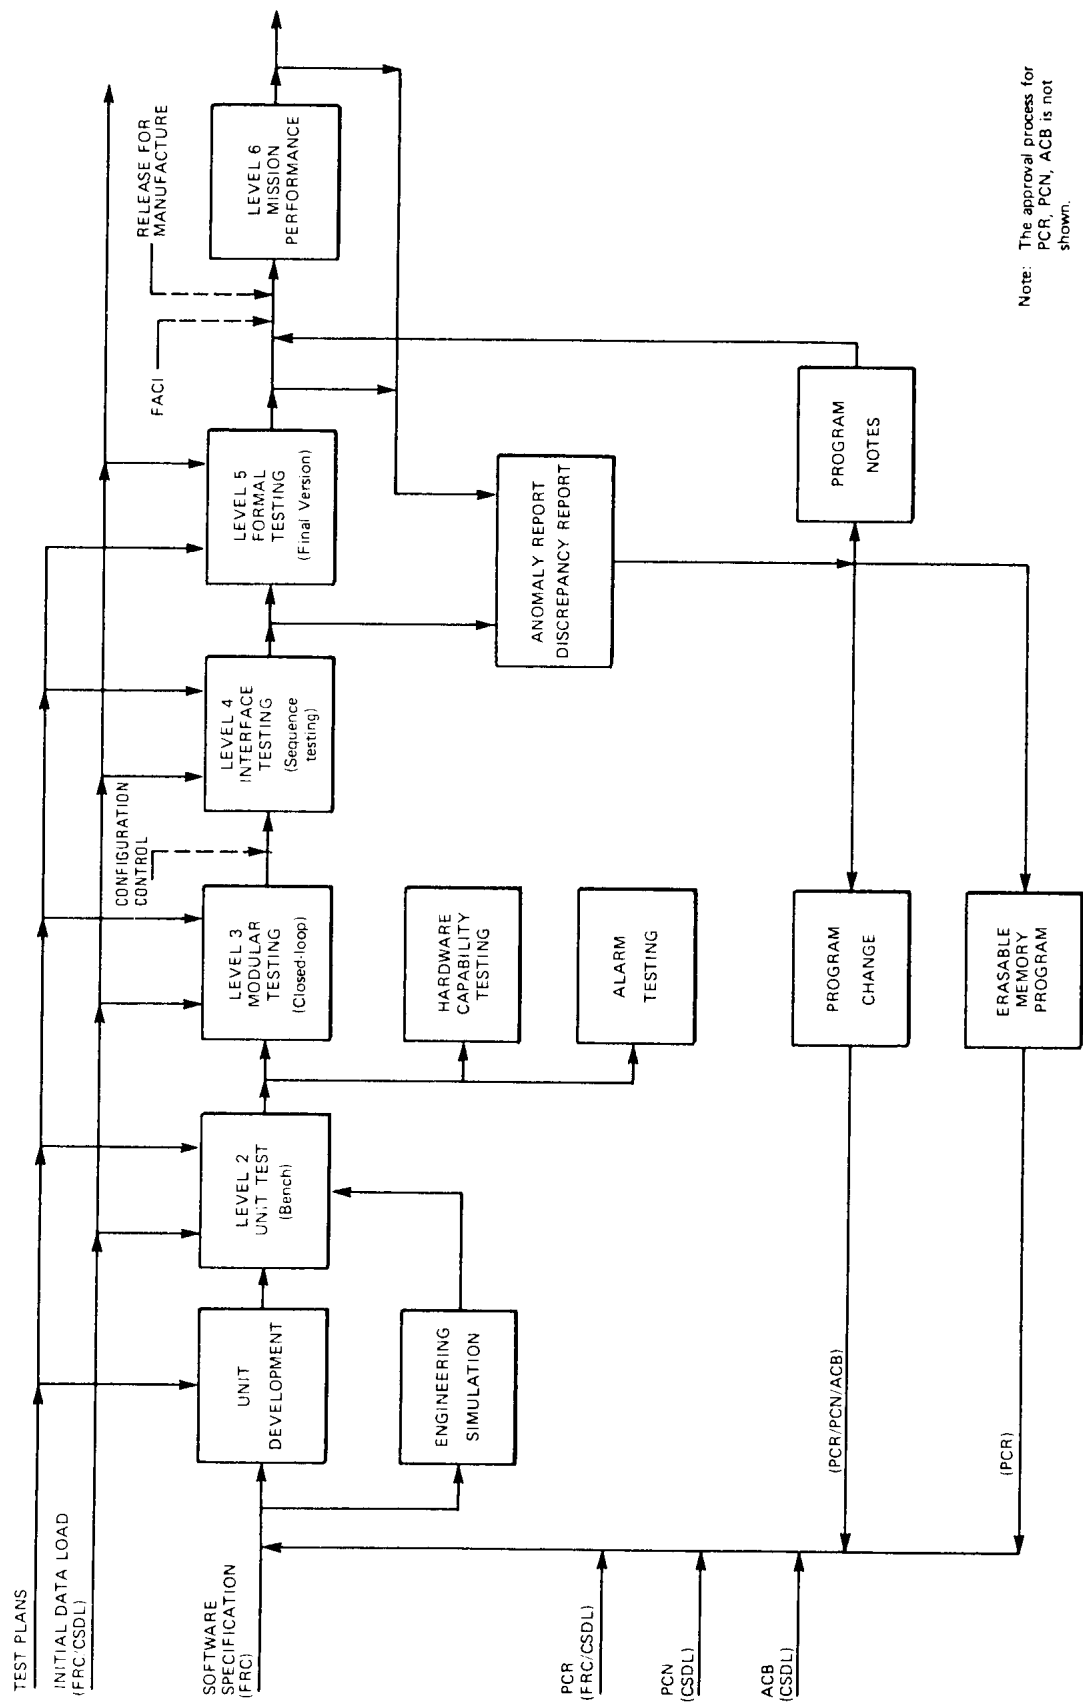 TEST PLANS
INITIAL DATA LOAD
(FRC/CSDL)
SOFTWARE
SPECIFICATION
(FRC)
UNIT
DEVELOPMENT
ENGINEERING
SIMULATION
LEVEL 2
UNIT TEST
(Bench)
LEVEL 3
MODULAR
TESTING
(Closed-loop)
HARDWARE
CAPABILITY
TESTING
ALARM
TESTING
CONFIGURATION
CONTROL
LEVEL 4
INTERFACE
TESTING
(Sequence
testing)
LEVEL 5
FORMAL
TESTING
(Final Version)
FACI
RELEASE FOR
MANUFACTURE
LEVEL 6
MISSION
PERFORMANCE
ANOMALY REPORT
DISCREPANCY REPORT
PROGRAM
NOTES
PROGRAM
CHANGE
ERASABLE
MEMORY
PROGRAM
(PCR/PCN/ACB)
(PCR)
PCR
(FRC/CSDL)
PCN
(CSDL)
ACB
(CSDL)
Note: The approval process for
PCR, PCN, ACB is not
shown.